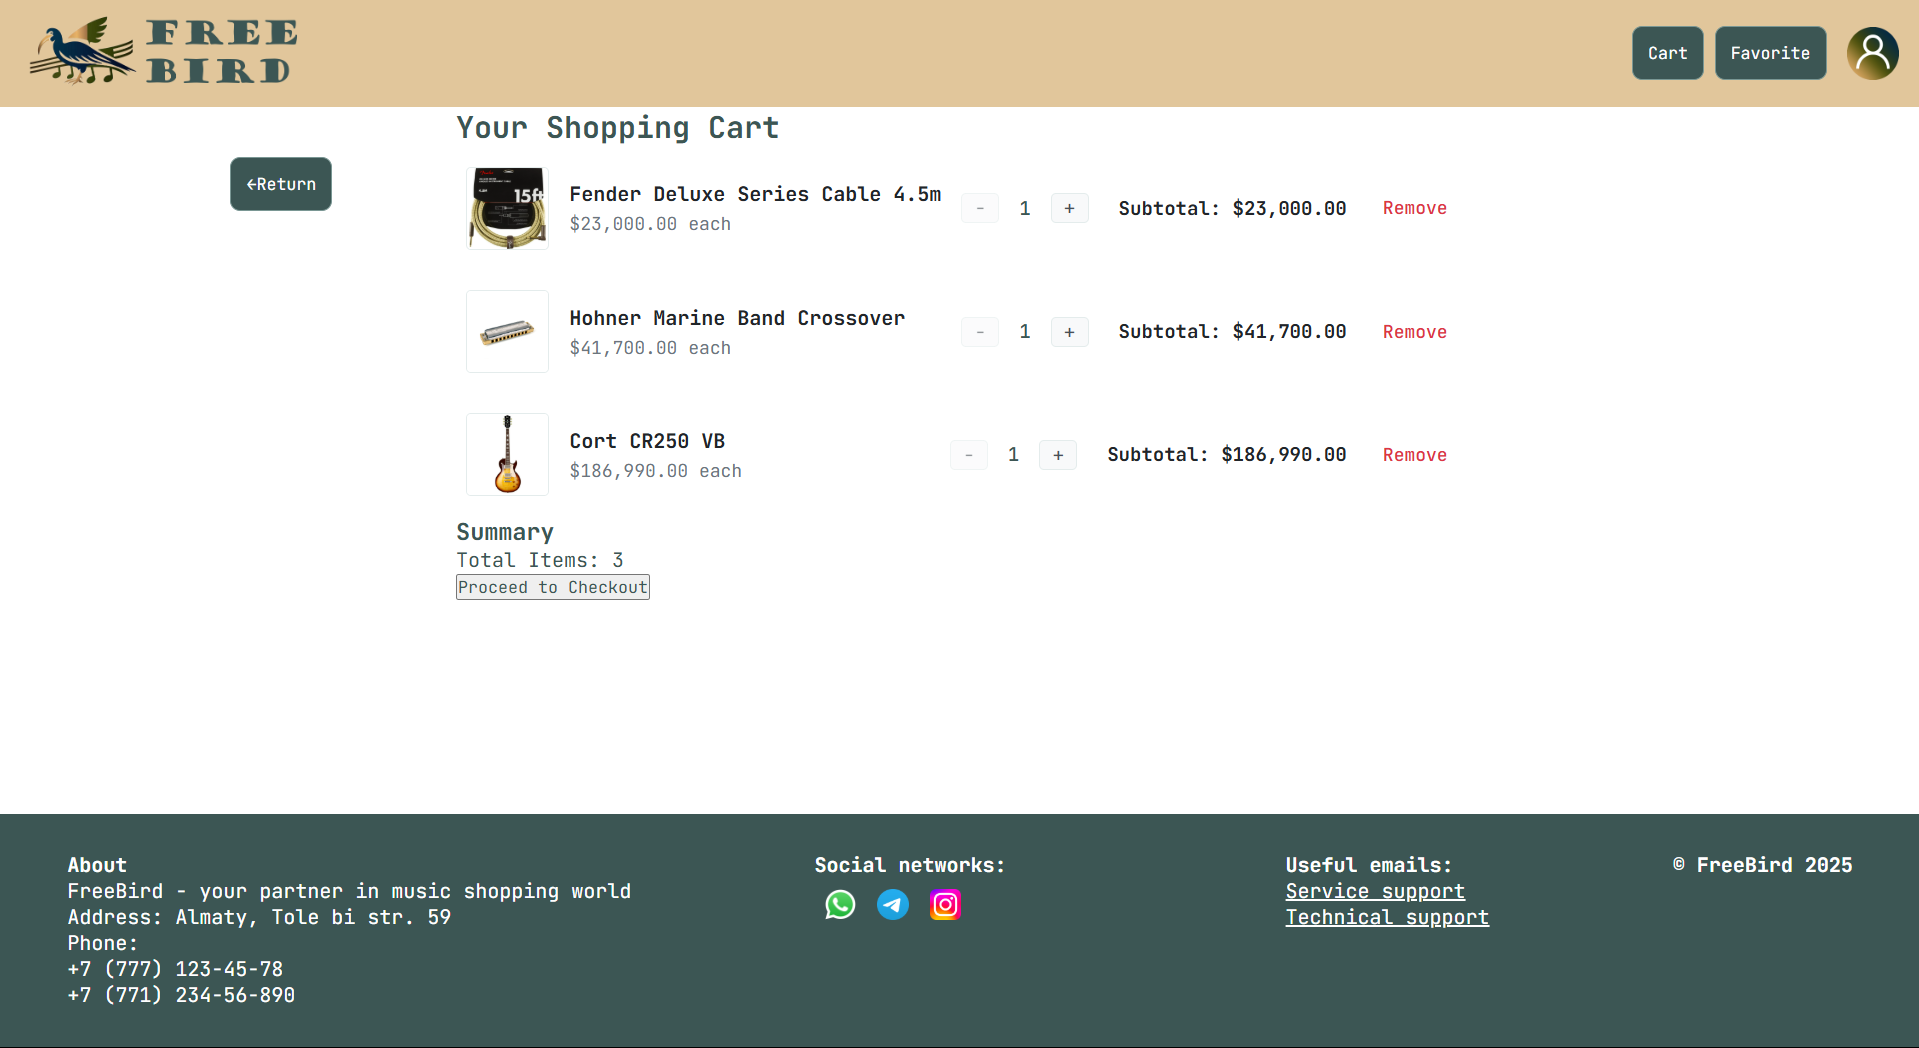 FREE
BIRD
Cart
Favorite
Your Shopping Cart
←Return
15ft
Fender Deluxe Series Cable 4.5m
$23,000.00 each
-
1
+
Subtotal: $23,000.00
Remove
Hohner Marine Band Crossover
$41,700.00 each
-
1
+
Subtotal: $41,700.00
Remove
Cort CR250 VB
$186,990.00 each
-
1
+
Subtotal: $186,990.00
Remove
Summary
Total Items: 3
Proceed to Checkout
About
FreeBird - your partner in music shopping world
Address: Almaty, Tole bi str. 59
Phone:
+7 (777) 123-45-78
+7 (771) 234-56-890
Social networks:
Useful emails:
Service support
Technical support
© FreeBird 2025